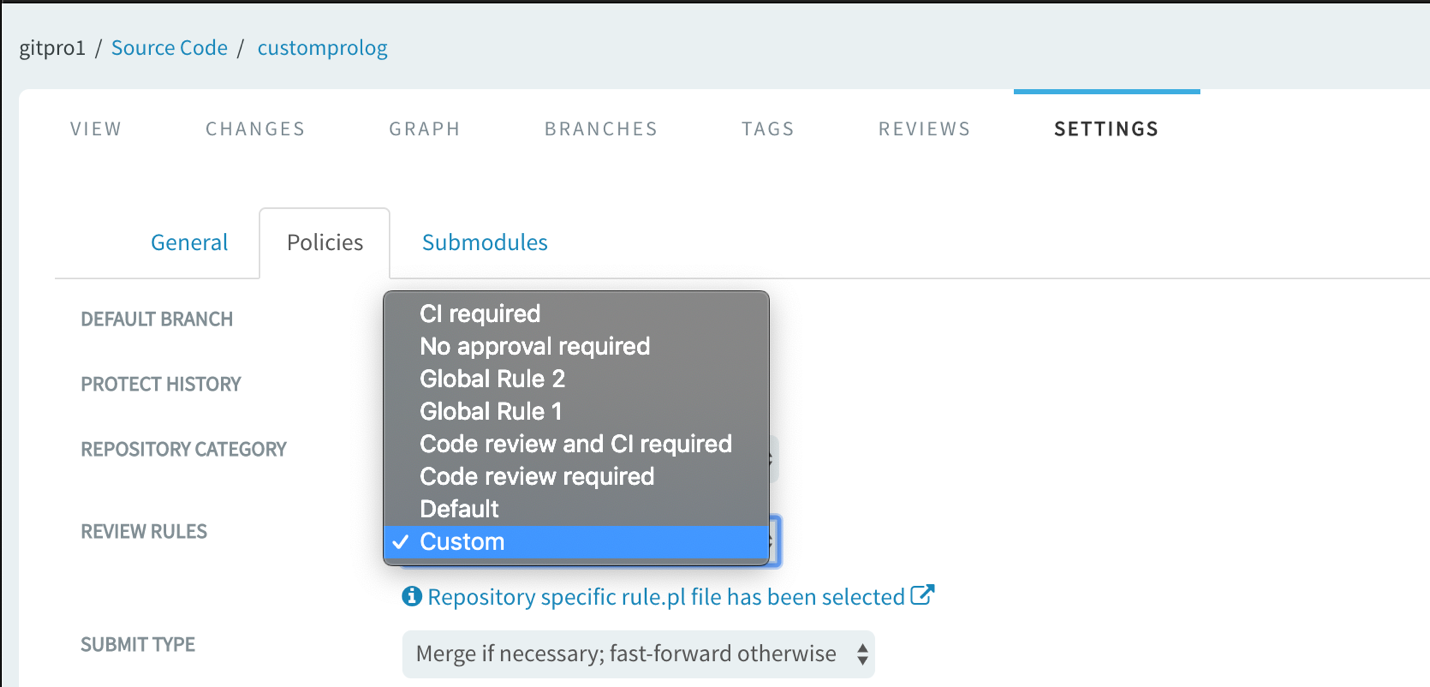 gitpro1 / Source Code / customprolog
VIEW CHANGES GRAPH BRANCHES TAGS REVIEWS SETTINGS
General Policies Submodules
DEFAULT BRANCH
PROTECT HISTORY
REPOSITORY CATEGORY
REVIEW RULES
CI required
No approval required
Global Rule 2
Global Rule 1
Code review and CI required
Code review required
Default
✓ Custom
Repository specific rule.pl file has been selected
SUBMIT TYPE
Merge if necessary; fast-forward otherwise